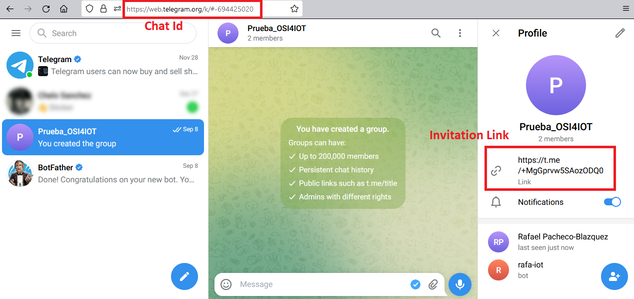 https://web.telegram.org/k/#-694425020
Chat Id
Search
Telegram
Nov 28
Telegram users can now buy and sell sh...
Prueba_OSI4IOT
Sep 8
You created the group
BotFather
Sep 8
Done! Congratulations on your new bot. Yo...
P
Prueba_OSI4IOT
2 members
You have created a group.
Groups can have:
Up to 200,000 members
Persistent chat history
Public links such as t.me/title
Admins with different rights
Message
Profile
P
Prueba_OSI4IOT
2 members
Invitation Link
https://t.me
/+MgGprvw5SAozODQ0
Link
Notifications
RP
Rafael Pacheco-Blazquez
last seen just now
R
rafa-iot
bot
P